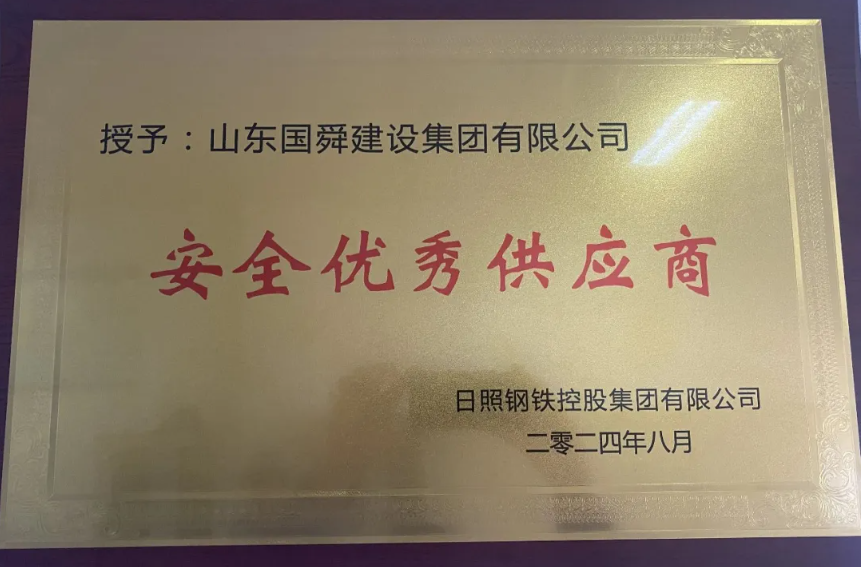 授予：山东国舜建设集团有限公司
安全优秀供应商
日照钢铁控股集团有限公司
二零二四年八月